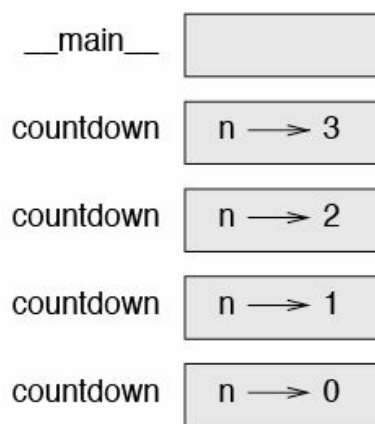 __main__
countdown n → 3
countdown n → 2
countdown n → 1
countdown n → 0